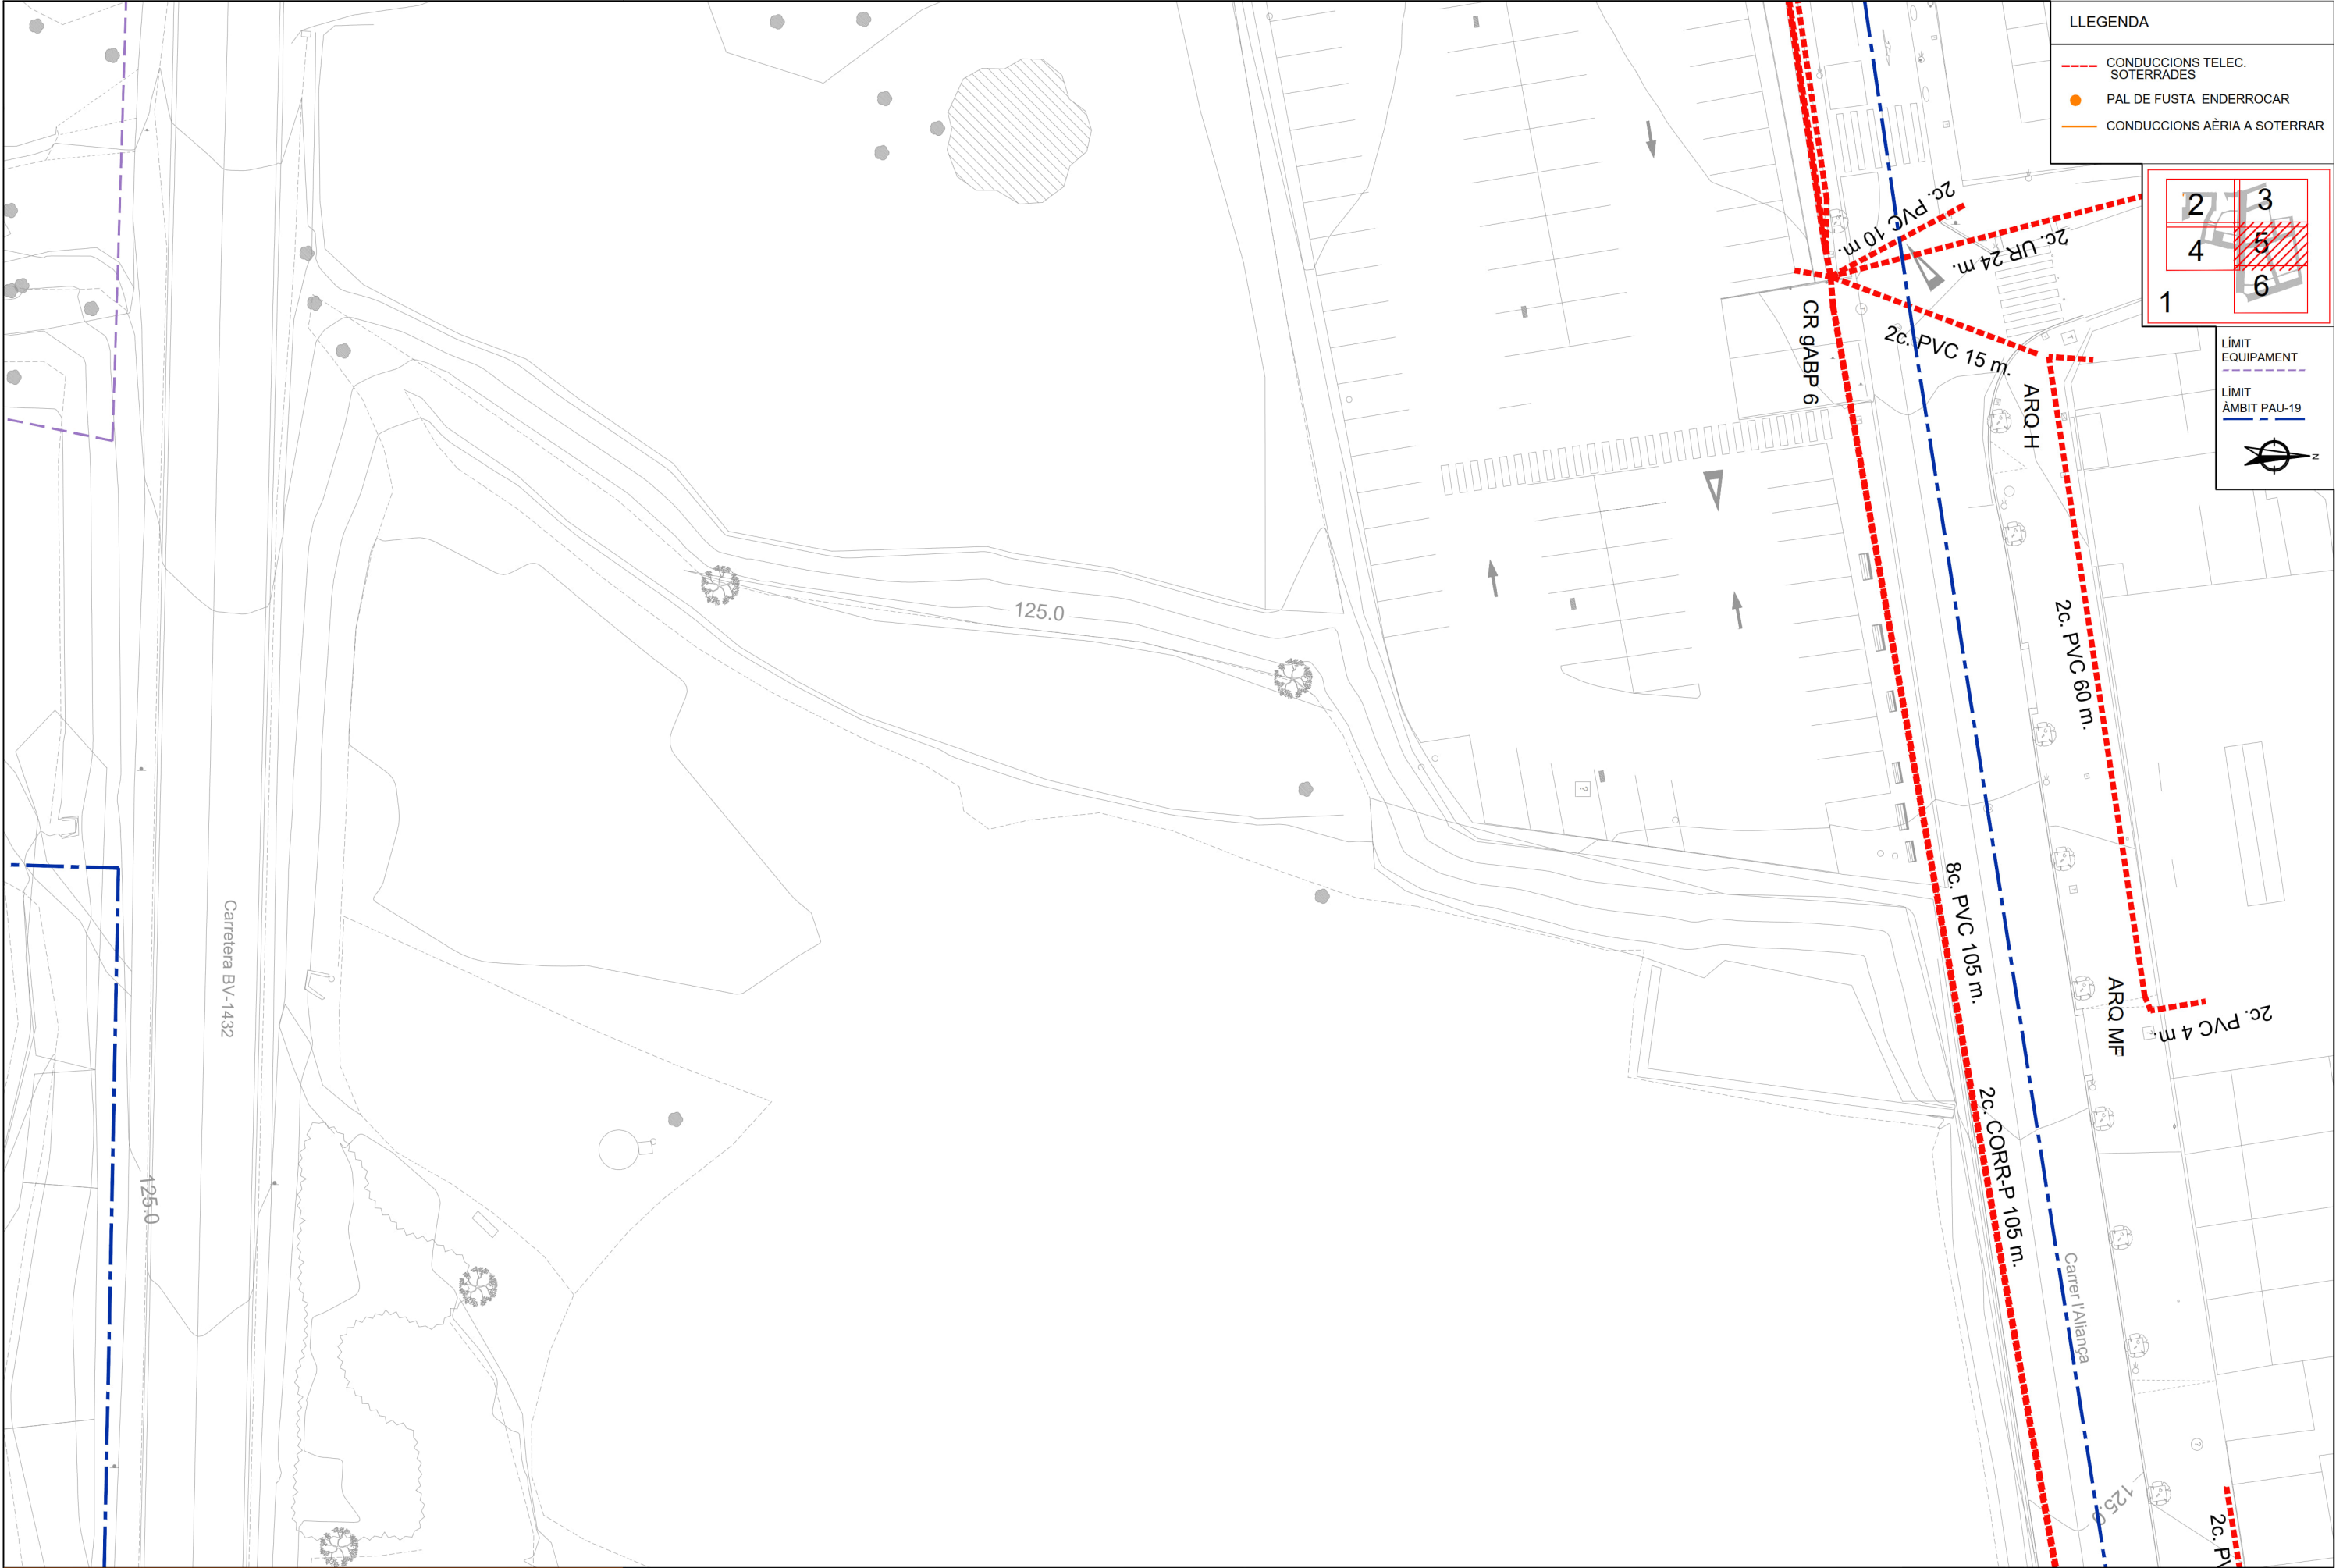 LLEGENDA
CONDUCCIONS TELEC.
SOTERRADES
PAL DE FUSTA ENDERROCAR
CONDUCCIONS AÈRIA A SOTERRAR
2
3
4
5
6
1
LÍMIT
EQUIPAMENT
LÍMIT
ÀMBIT PAU-19
N
2c. PVC 10 m.
2c. UR 24 m.
CR gABP 6
2c. PVC 15 m.
ARQ H
2c. PVC 60 m.
125.0
8c. PVC 105 m.
Carretera BV-1432
ARQ MF
2c. PVC 4 m.
2c. CORR-P 105 m.
125.0
Carrer l'Aliança
125.0